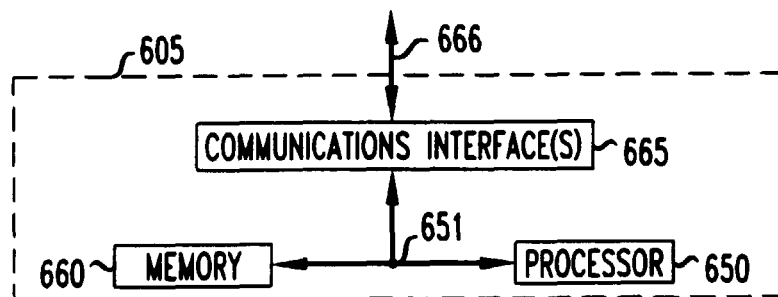 605
666
COMMUNICATIONS INTERFACE(S) 665
651
660 MEMORY
PROCESSOR 650